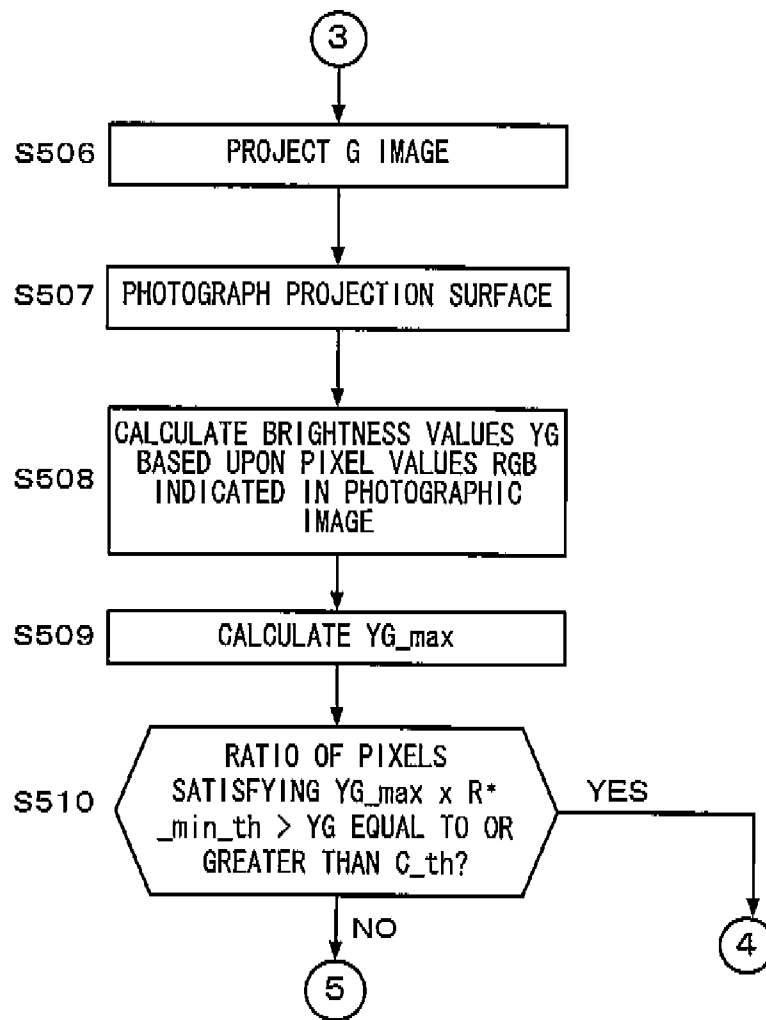 3
S506
PROJECT G IMAGE
S507
PHOTOGRAPH PROJECTION SURFACE
S508
CALCULATE BRIGHTNESS VALUES YG
BASED UPON PIXEL VALUES RGB
INDICATED IN PHOTOGRAPHIC
IMAGE
S509
CALCULATE YG_max
S510
RATIO OF PIXELS
SATISFYING YG_max x R*
_min_th > YG EQUAL TO OR
GREATER THAN C_th?
YES
NO
4
5